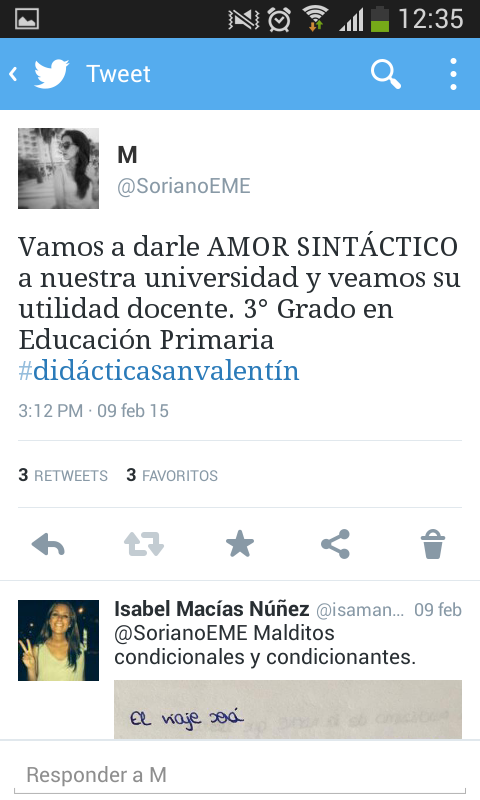 12:35
Tweet
M
@SorianoEME
Vamos a darle AMOR SINTÁCTICO
a nuestra universidad y veamos su
utilidad docente. 3° Grado en
Educación Primaria
#didácticasanvalentín
3:12 PM · 09 feb 15
3 RETWEETS 3 FAVORITOS
Isabel Macías Núñez @isaman... 09 feb
@SorianoEME Malditos
condicionales y condicionantes.
El viaje será
Responder a M